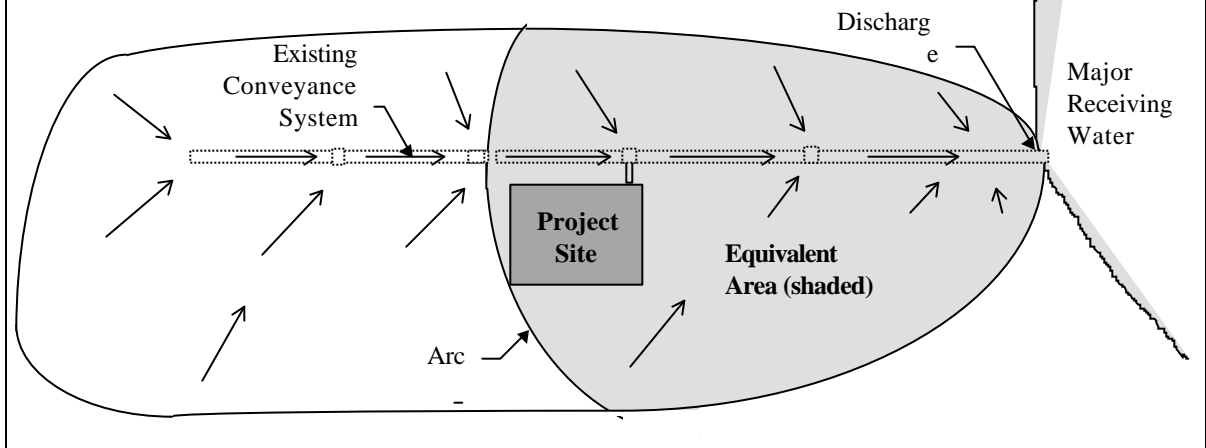 Discharg
e
Existing
Conveyance
System
Major
Receiving
Water
Project
Site
Equivalent
Area (shaded)
Arc